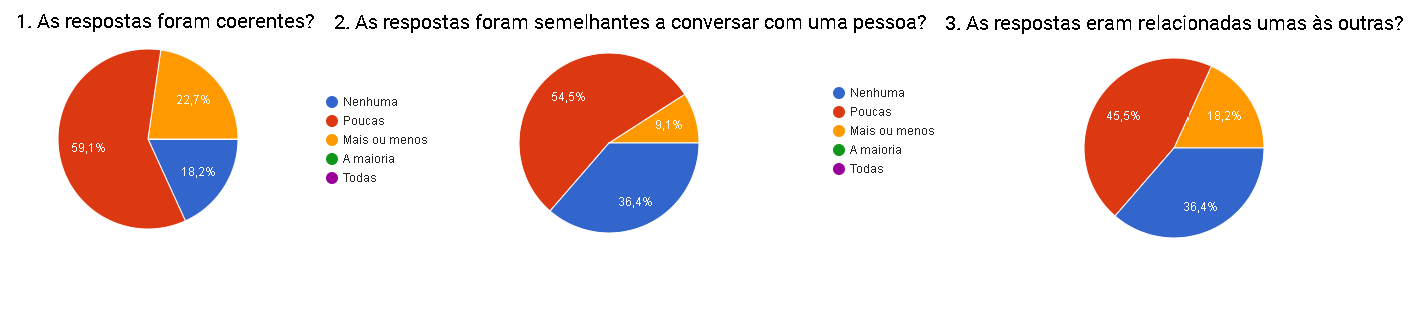 1. As respostas foram coerentes?
22,7%
59,1%
18,2%
Nenhuma
Poucas
Mais ou menos
A maioria
Todas
2. As respostas foram semelhantes a conversar com uma pessoa?
54,5%
9,1%
36,4%
Nenhuma
Poucas
Mais ou menos
A maioria
Todas
3. As respostas eram relacionadas umas às outras?
45,5%
18,2%
36,4%